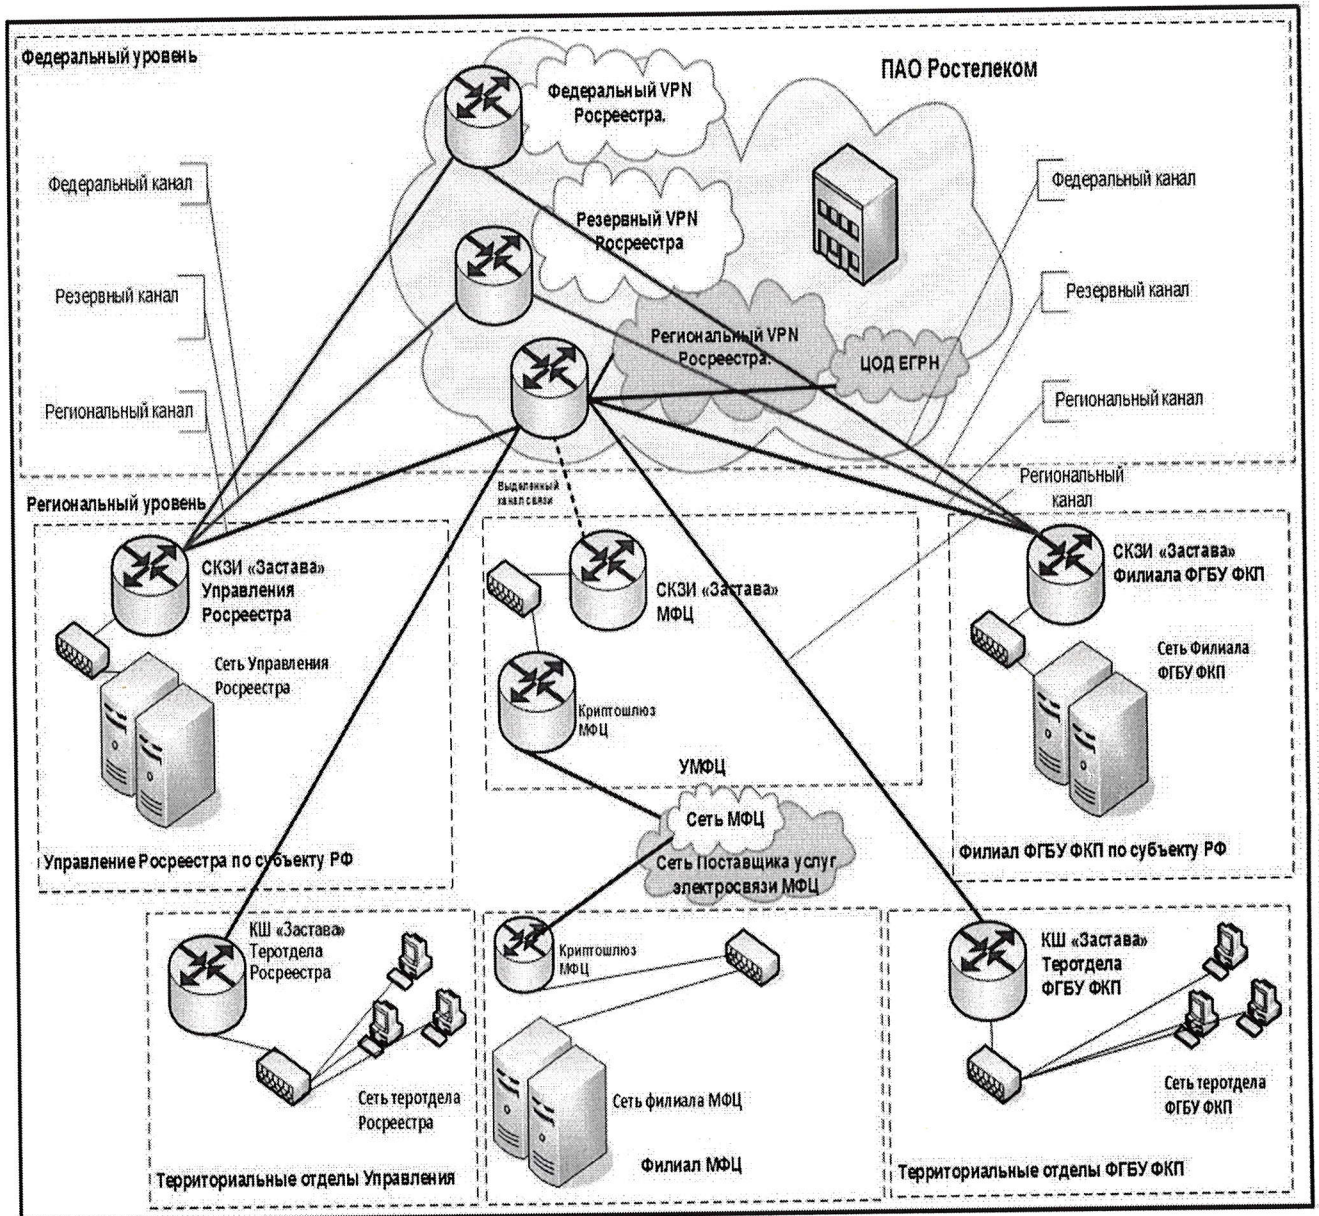 Федеральный уровень
ПАО Ростелеком
Федеральный VPN
Росреестра.
Федеральный канал
Федеральный канал
Резервный VPN
Росреестра
Резервный канал
Резервный канал
Региональный VPN
Росреестра.
ЦОД ЕГРН
Региональный канал
Региональный канал
Региональный
канал
Выделенный
канал связи
Региональный уровень
СКЗИ «Застава»
Управления
Росреестра
СКЗИ «Застава»
МФЦ
СКЗИ «Застава»
Филиала ФГБУ ФКП
Сеть Управления
Росреестра
Сеть Филиала
ФГБУ ФКП
Криптошлюз
МФЦ
УМФЦ
Управление Росреестра по субъекту РФ
Сеть МФЦ
Сеть Поставщика услуг
электросвязи МФЦ
Филиал ФГБУ ФКП по субъекту РФ
КШ «Застава»
Теротдела
Росреестра
Криптошлюз
МФЦ
КШ «Застава»
Теротдела
ФГБУ ФКП
Сеть теротдела
Росреестра
Сеть филиала МФЦ
Сеть теротдела
ФГБУ ФКП
Территориальные отделы Управления
Филиал МФЦ
Территориальные отделы ФГБУ ФКП